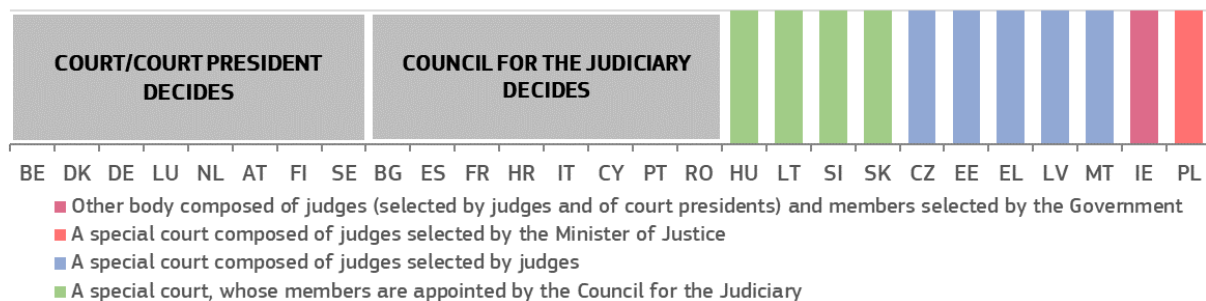 COURT/COURT PRESIDENT
DECIDES
COUNCIL FOR THE JUDICIARY
DECIDES
BE DK DE LU NL AT FI SE BG ES FR HR IT CY PT RO HU LT SI SK CZ EE EL LV MT IE PL
Other body composed of judges (selected by judges and of court presidents) and members selected by the Government
A special court composed of judges selected by the Minister of Justice
A special court composed of judges selected by judges
A special court, whose members are appointed by the Council for the Judiciary